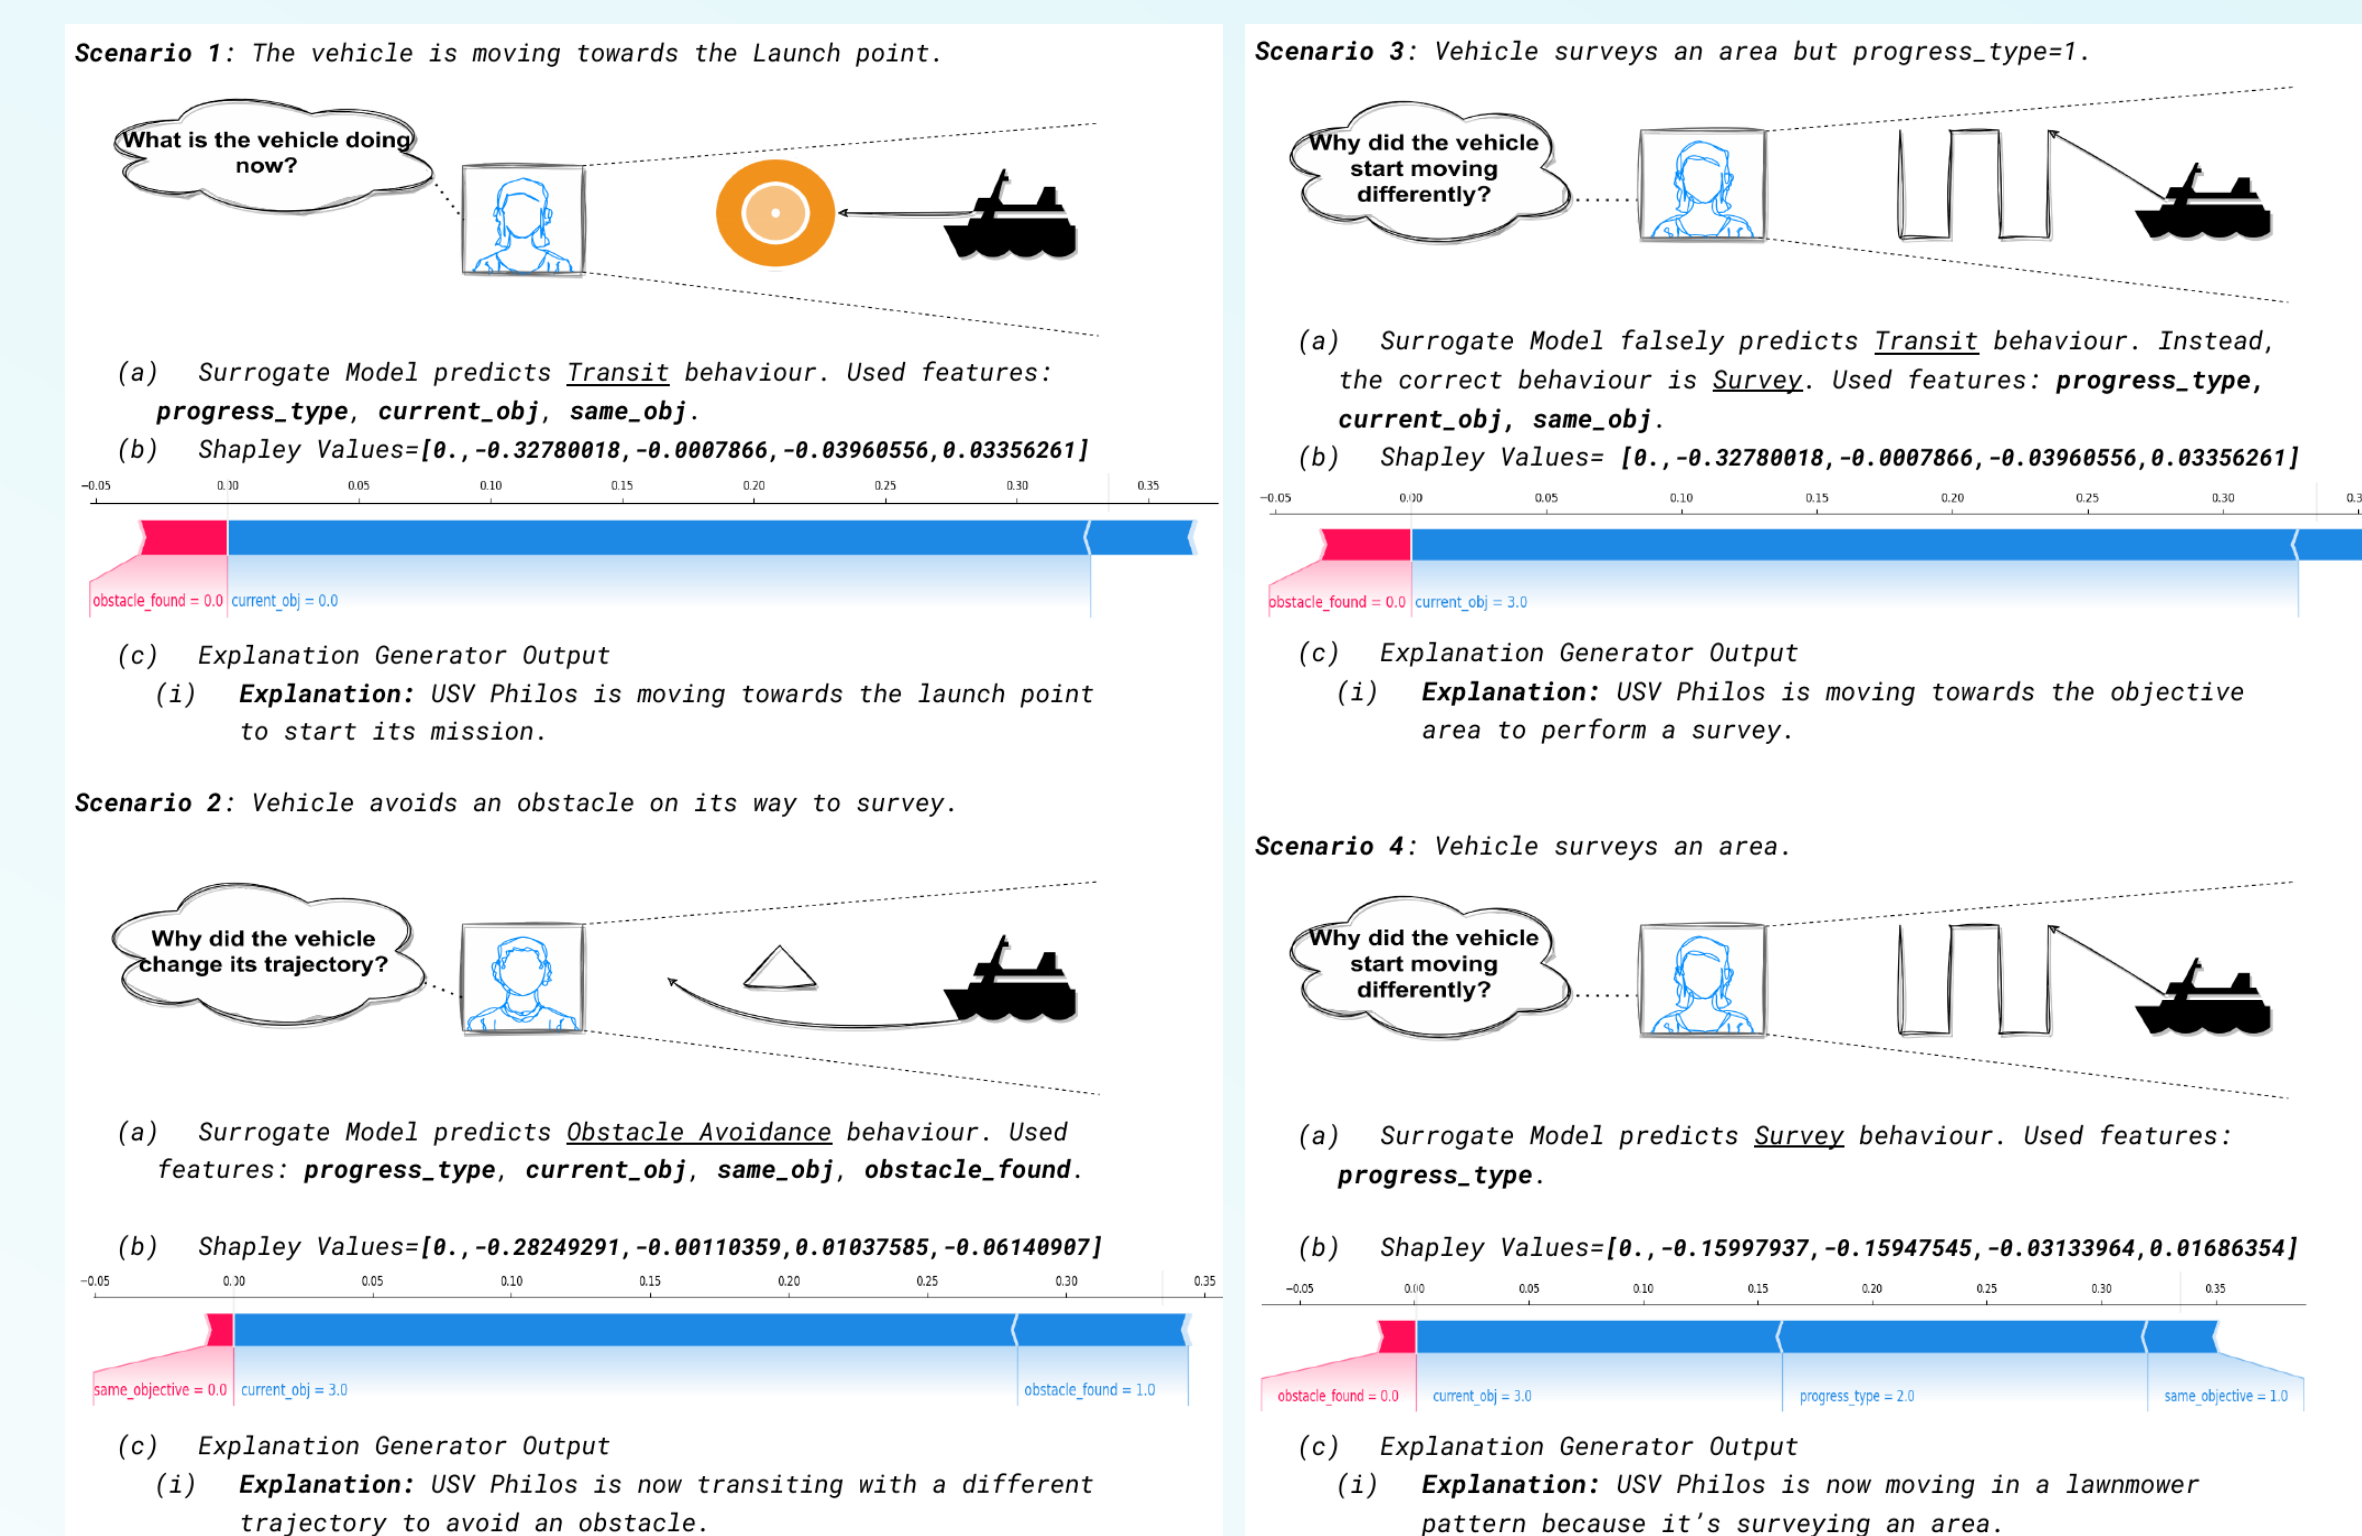 Scenario 1: The vehicle is moving towards the Launch point.
What is the vehicle doing
now?
(a) Surrogate Model predicts Transit behaviour. Used features:
progress_type, current_obj, same_obj.
(b) Shapley Values=[0.,-0.32780018,-0.0007866,-0.03960556,0.03356261]
−0.05 0.00 0.05 0.10 0.15 0.20 0.25 0.30 0.35
obstacle_found = 0.0 current_obj = 0.0
(c) Explanation Generator Output
(i) Explanation: USV Philos is moving towards the launch point
to start its mission.
Scenario 2: Vehicle avoids an obstacle on its way to survey.
Why did the vehicle
change its trajectory?
(a) Surrogate Model predicts Obstacle Avoidance behaviour. Used
features: progress_type, current_obj, same_obj, obstacle_found.
(b) Shapley Values=[0.,-0.28249291,-0.00110359,0.01037585,-0.06140907]
−0.05 0.00 0.05 0.10 0.15 0.20 0.25 0.30 0.35
same_objective = 0.0 current_obj = 3.0 obstacle_found = 1.0
(c) Explanation Generator Output
(i) Explanation: USV Philos is now transiting with a different
trajectory to avoid an obstacle.
Scenario 3: Vehicle surveys an area but progress_type=1.
Why did the vehicle
start moving
differently?
(a) Surrogate Model falsely predicts Transit behaviour. Instead,
the correct behaviour is Survey. Used features: progress_type,
current_obj, same_obj.
(b) Shapley Values= [0.,-0.32780018,-0.0007866,-0.03960556,0.03356261]
−0.05 0.00 0.05 0.10 0.15 0.20 0.25 0.30
obstacle_found = 0.0 current_obj = 3.0
(c) Explanation Generator Output
(i) Explanation: USV Philos is moving towards the objective
area to perform a survey.
Scenario 4: Vehicle surveys an area.
Why did the vehicle
start moving
differently?
(a) Surrogate Model predicts Survey behaviour. Used features:
progress_type.
(b) Shapley Values=[0.,-0.15997937,-0.15947545,-0.03133964,0.01686354]
−0.05 0.00 0.05 0.10 0.15 0.20 0.25 0.30 0.35
obstacle_found = 0.0 current_obj = 3.0 progress_type = 2.0 same_objective = 1.0
(c) Explanation Generator Output
(i) Explanation: USV Philos is now moving in a lawnmower
pattern because it's surveying an area.